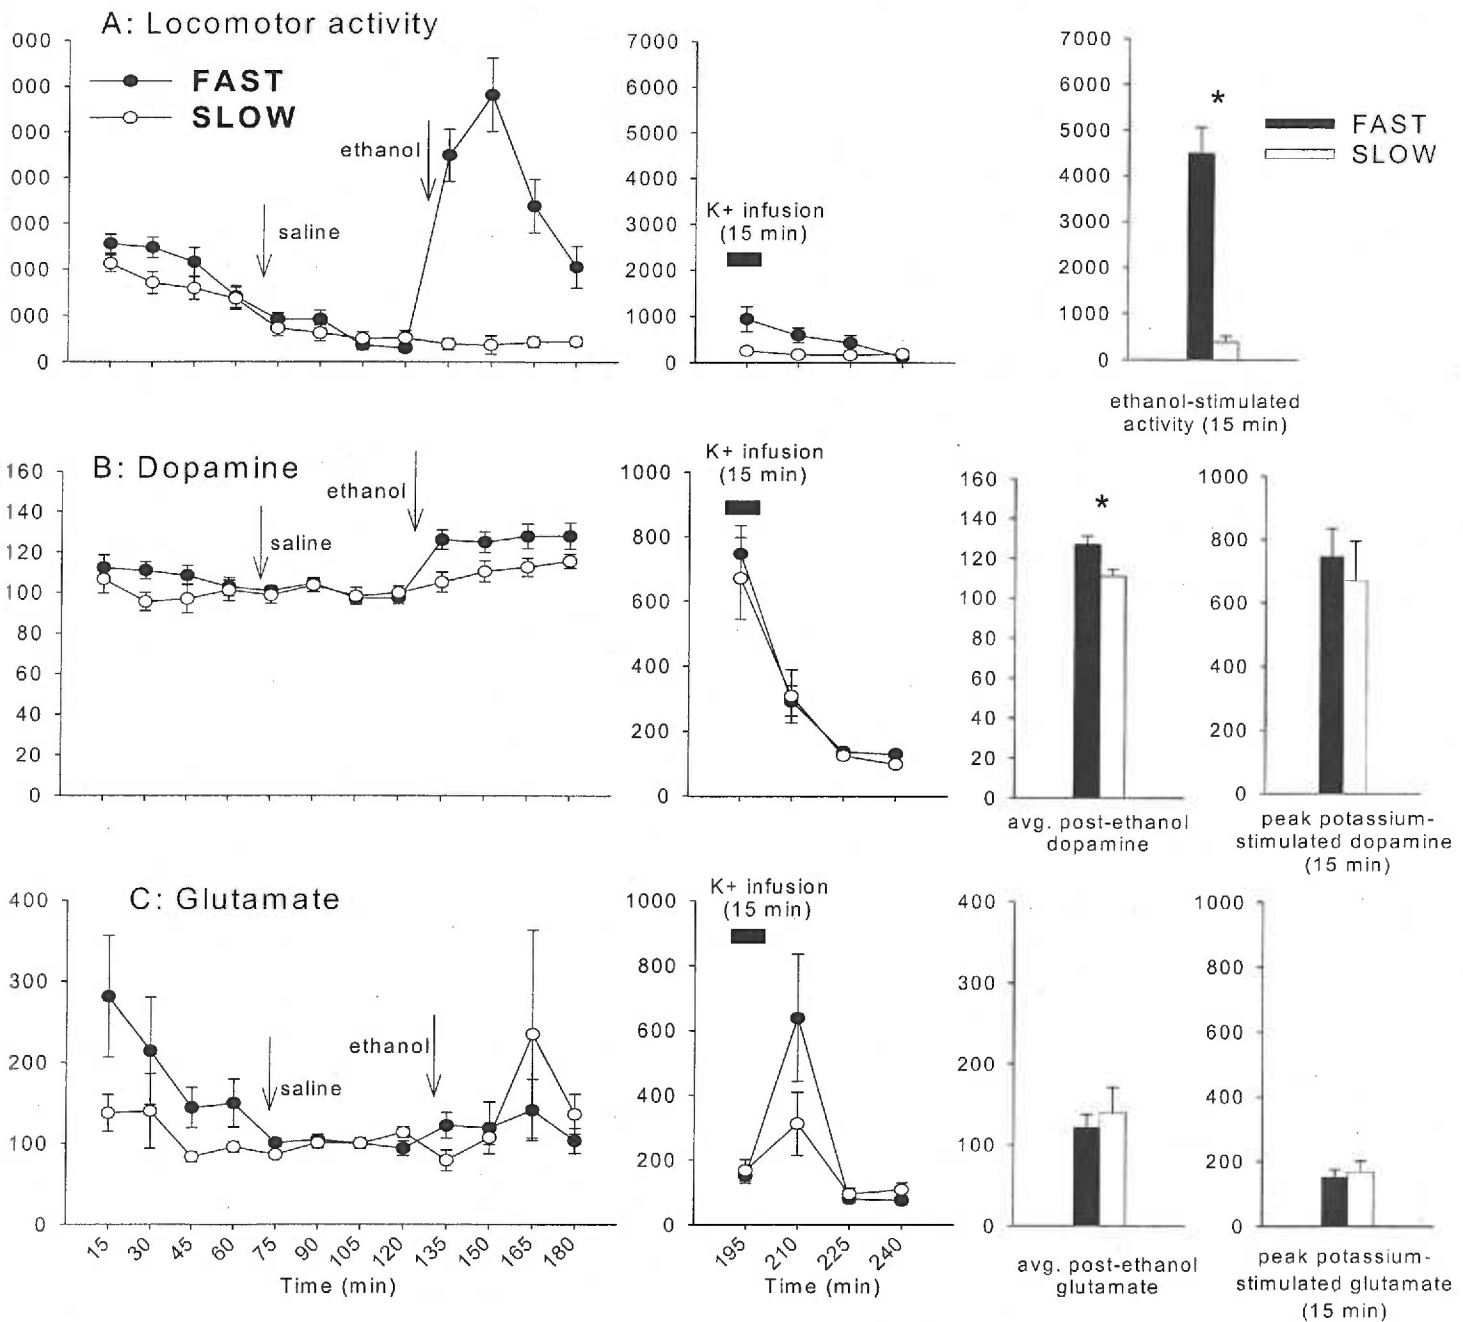 A: Locomotor activity
000
000
000
000
000
000
000
0
FAST
SLOW
ethanol
saline
7000
6000
5000
4000
3000
2000
1000
0
K+ infusion
(15 min)
7000
6000
5000
4000
3000
2000
1000
0
*
FAST
SLOW
ethanol-stimulated
activity (15 min)
B: Dopamine
160
140
120
100
80
60
40
20
0
ethanol
saline
K+ infusion
(15 min)
1000
800
600
400
200
0
160
140
120
100
80
60
40
20
0
*
avg. post-ethanol
dopamine
1000
800
600
400
200
0
peak potassium-
stimulated dopamine
(15 min)
C: Glutamate
400
300
200
100
0
ethanol
saline
15 30 45 60 75 90 105 120 135 150 165 180
Time (min)
K+ infusion
(15 min)
1000
800
600
400
200
0
195 210 225 240
Time (min)
400
300
200
100
0
avg. post-ethanol
glutamate
1000
800
600
400
200
0
peak potassium-
stimulated glutamate
(15 min)